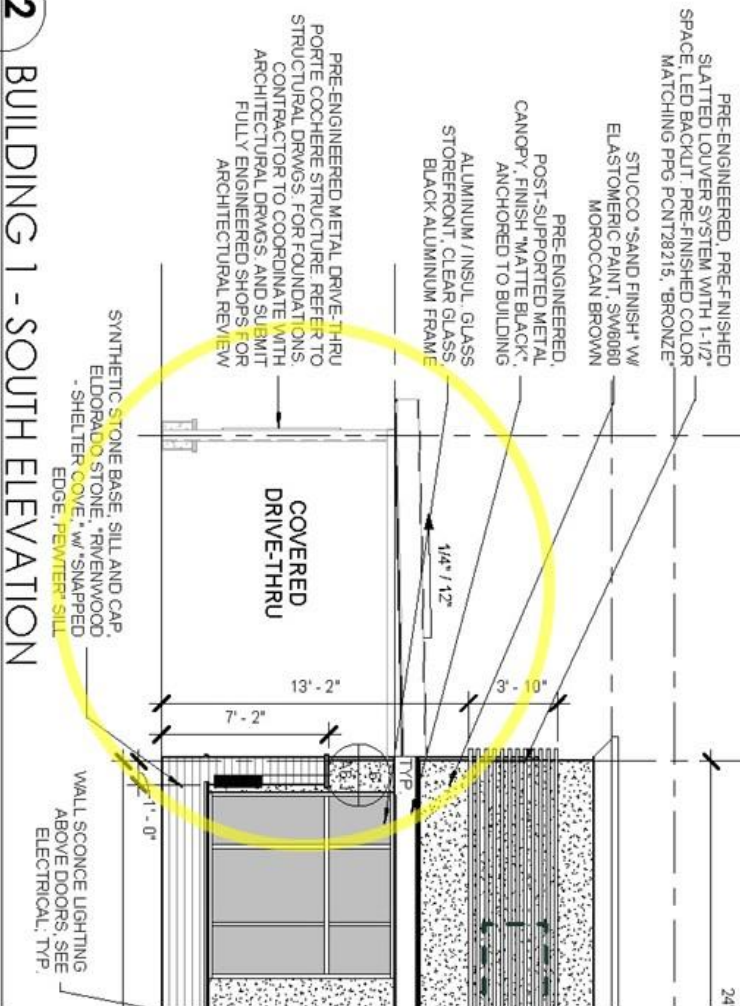 PRE-ENGINEERED, PRE-FINISHED
SLATTED LOUVER SYSTEM WITH 1-1/2"
SPACE, LED BACKLIT. PRE-FINISHED COLOR
MATCHING PPG PCNT28215, "BRONZE"
STUCCO "SAND FINISH" W/
ELASTOMERIC PAINT, SW6060
MOROCCAN BROWN
PRE-ENGINEERED,
POST-SUPPORTED METAL
CANOPY, FINISH "MATTE BLACK",
ANCHORED TO BUILDING
ALUMINUM / INSUL. GLASS
STOREFRONT, CLEAR GLASS,
BLACK ALUMINUM FRAME
PRE-ENGINEERED METAL DRIVE-THRU
PORTE COCHERE STRUCTURE. REFER TO
STRUCTURAL DRWGS. FOR FOUNDATIONS.
CONTRACTOR TO COORDINATE WITH
ARCHITECTURAL DRWGS. AND SUBMIT
FULLY ENGINEERED SHOPS FOR
ARCHITECTURAL REVIEW
24
1/4" / 12"
3' - 10"
13' - 2"
7' - 2"
TYP.
COVERED
DRIVE-THRU
1' - 0"
SYNTHETIC STONE BASE, SILL AND CAP,
ELDORADO STONE, "RIVENWOOD
- SHELTER COVE," w/ "SNAPPED
EDGE, PEWTER" SILL
WALL SCONCE LIGHTING
ABOVE DOORS, SEE
ELECTRICAL, TYP.
2
BUILDING 1 - SOUTH ELEVATION